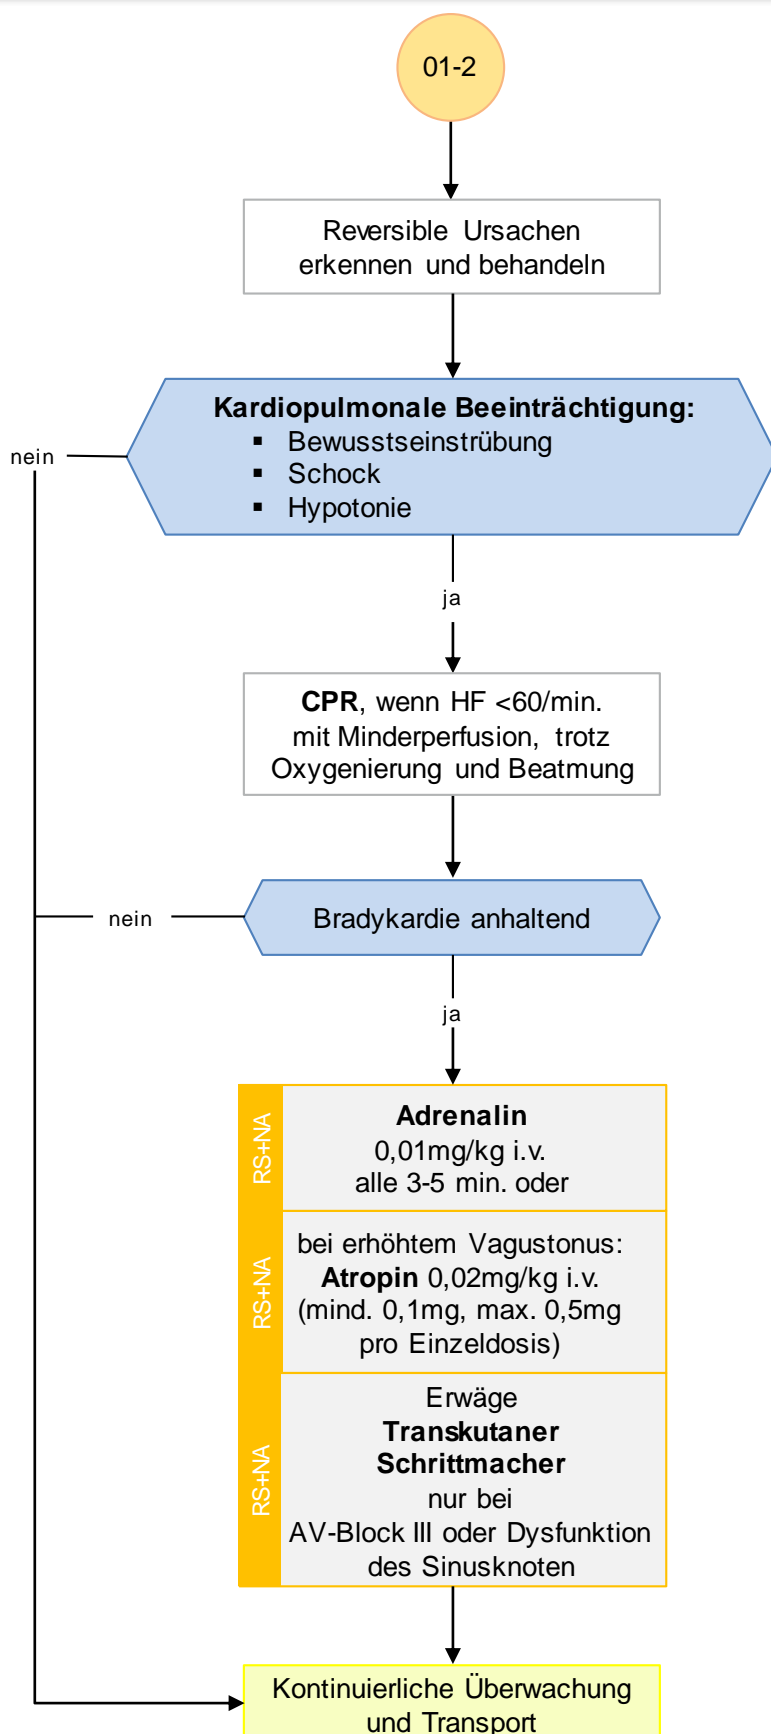 01-2
Reversible Ursachen
erkennen und behandeln
Kardiopulmonale Beeinträchtigung:
▪ Bewusstseinstrübung
▪ Schock
▪ Hypotonie
nein
ja
CPR, wenn HF <60/min.
mit Minderperfusion, trotz
Oxygenierung und Beatmung
Bradykardie anhaltend
nein
ja
RS+NA
Adrenalin
0,01mg/kg i.v.
alle 3-5 min. oder
RS+NA
bei erhöhtem Vagustonus:
Atropin 0,02mg/kg i.v.
(mind. 0,1mg, max. 0,5mg
pro Einzeldosis)
RS+NA
Erwäge
Transkutaner
Schrittmacher
nur bei
AV-Block III oder Dysfunktion
des Sinusknoten
Kontinuierliche Überwachung
und Transport